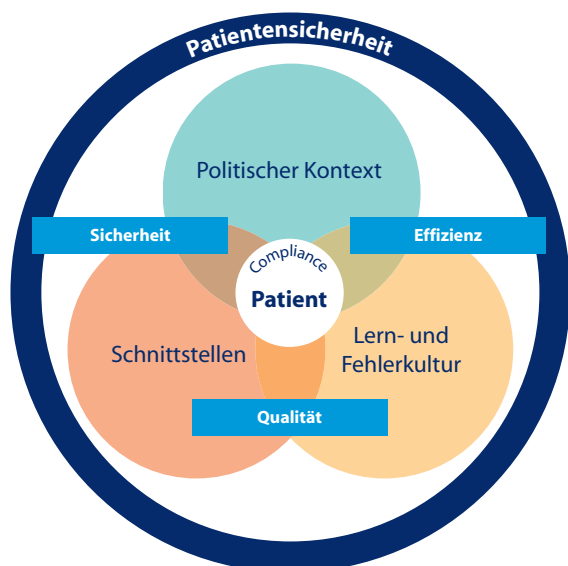 Patientensicherheit
Politischer Kontext
Sicherheit
Effizienz
Compliance
Patient
Schnittstellen
Lern- und
Fehlerkultur
Qualität